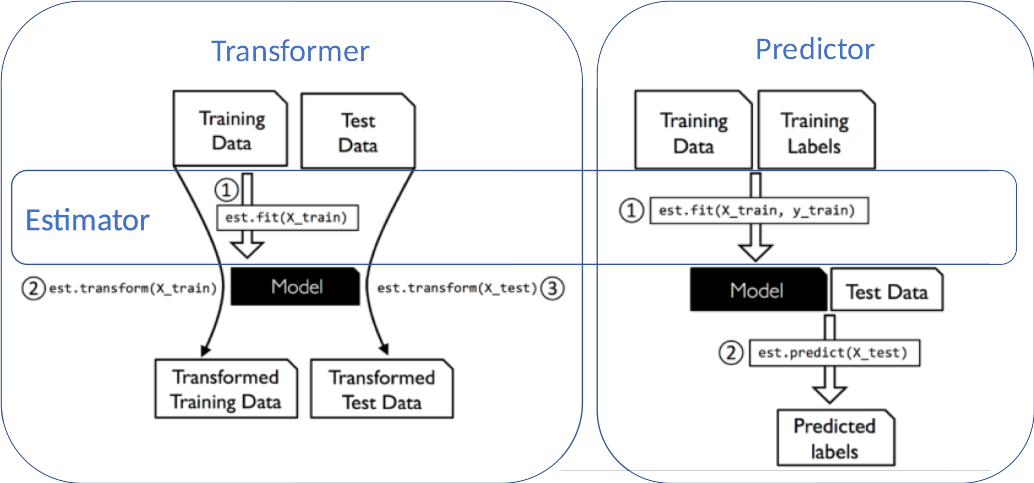 Transformer
Training
Data
Test
Data
Estimator
①
est.fit(X_train)
② est.transform(X_train)
Model
est.transform(X_test) ③
Transformed
Training Data
Transformed
Test Data
Predictor
Training
Data
Training
Labels
①
est.fit(X_train, y_train)
Model
Test Data
②
est.predict(X_test)
Predicted
labels